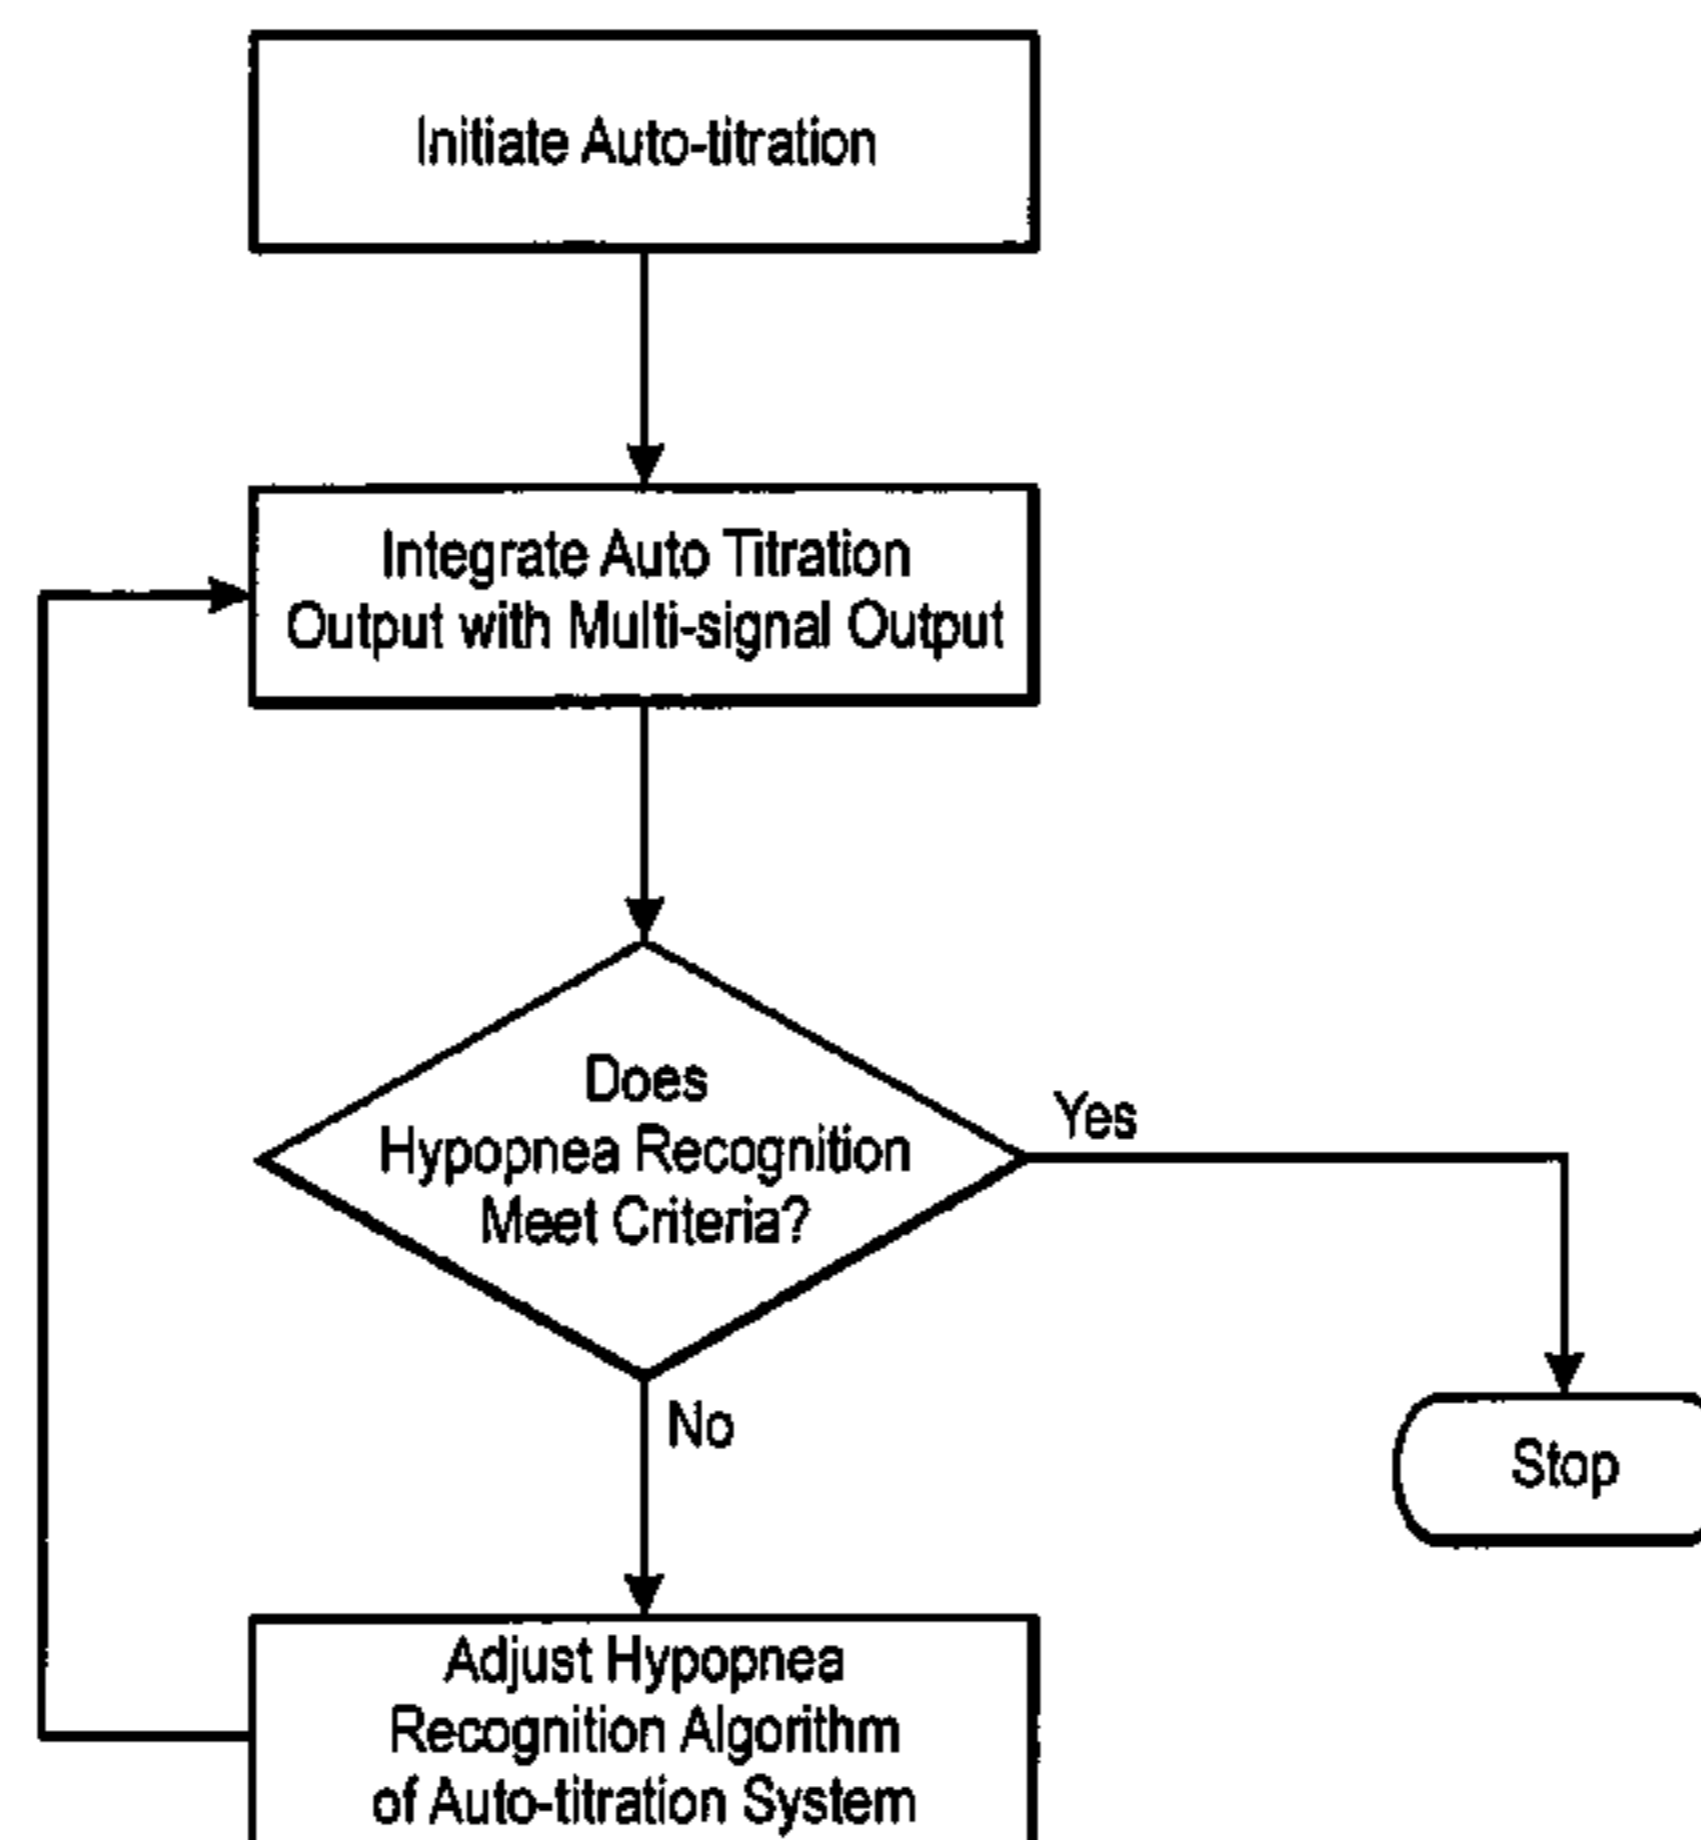 Initiate Auto-titration
Integrate Auto Titration
Output with Multi-signal Output
Does
Hypopnea Recognition
Meet Criteria?
Yes
No
Stop
Adjust Hypopnea
Recognition Algorithm
of Auto-titration System